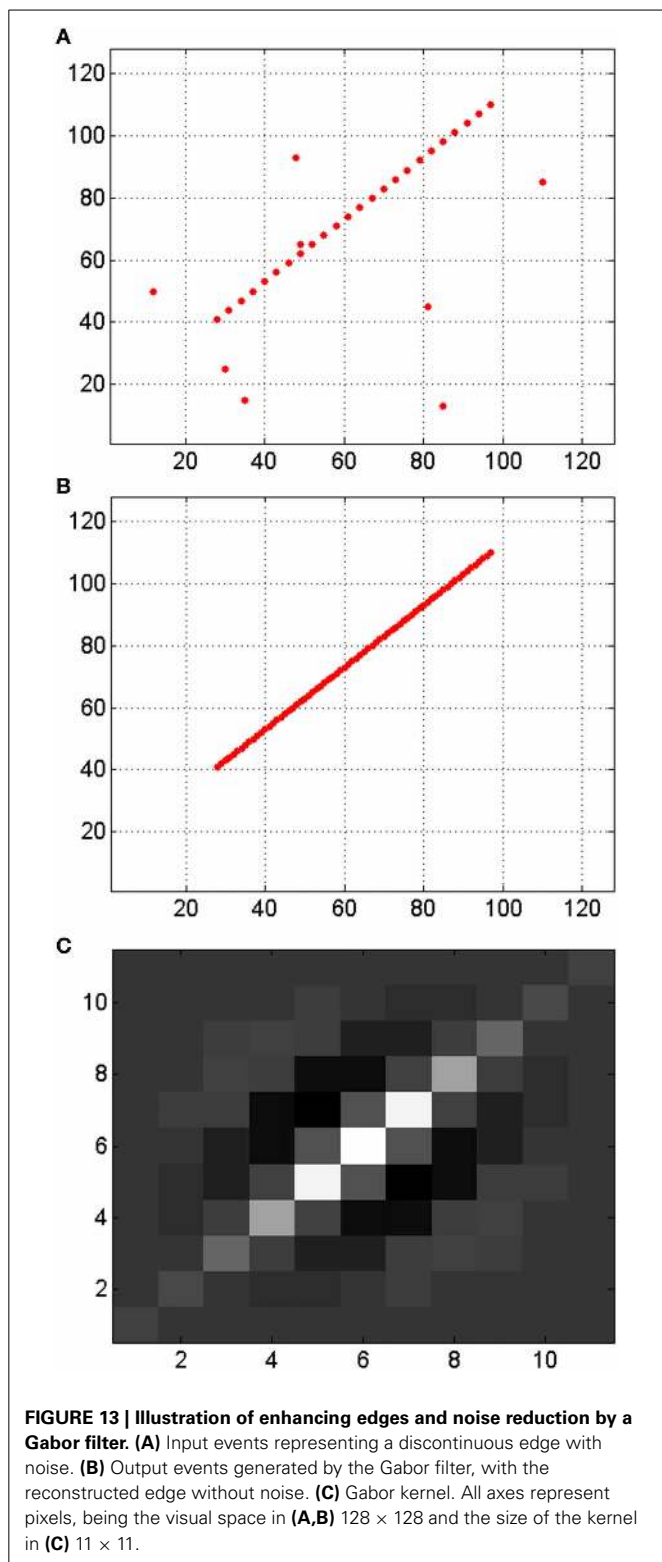 A
120
100
80
60
40
20
20 40 60 80 100 120
B
120
100
80
60
40
20
20 40 60 80 100 120
C
10
8
6
4
2
2 4 6 8 10
FIGURE 13 | Illustration of enhancing edges and noise reduction by a
Gabor filter. (A) Input events representing a discontinuous edge with
noise. (B) Output events generated by the Gabor filter, with the
reconstructed edge without noise. (C) Gabor kernel. All axes represent
pixels, being the visual space in (A,B) 128 × 128 and the size of the kernel
in (C) 11 × 11.